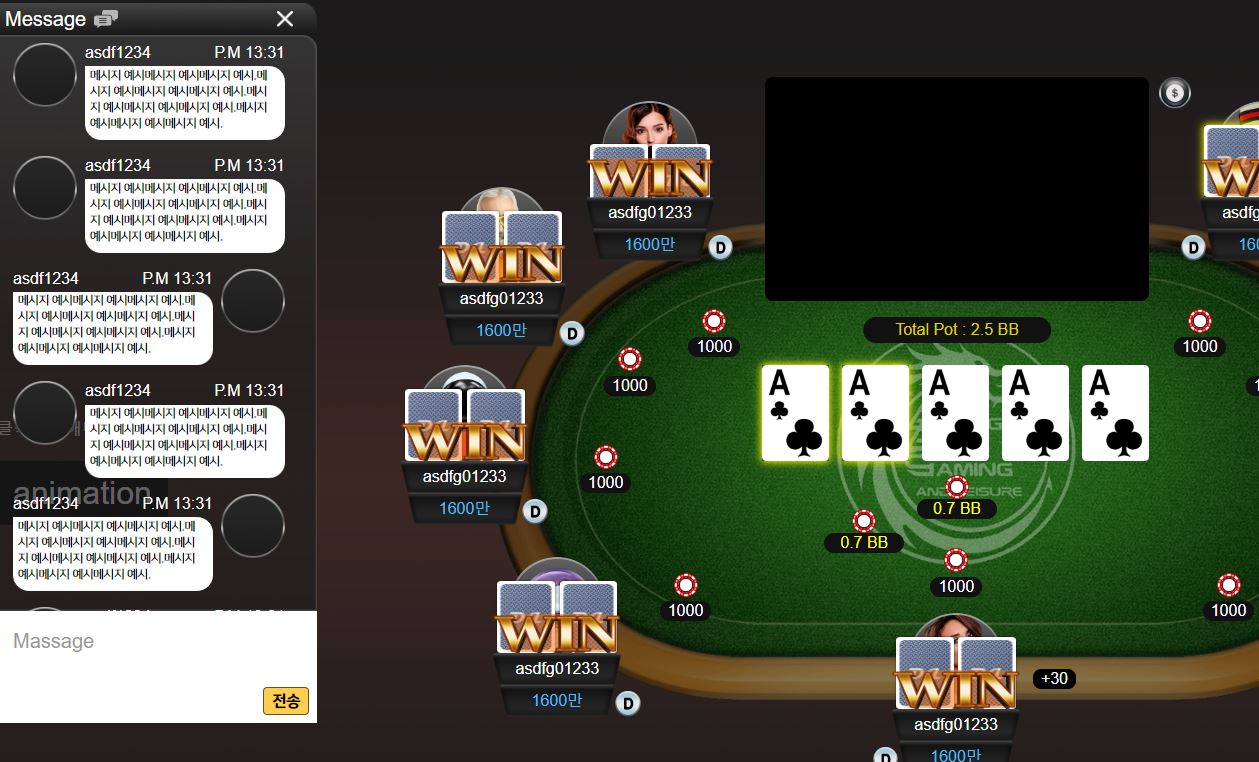 Message
asdf1234 P.M 13:31
메시지 예시메시지 예시메시지 예시.메
시지 예시메시지 예시메시지 예시.메시
지 예시메시지 예시메시지 예시.메시지
예시메시지 예시메시지 예시.
asdf1234 P.M 13:31
메시지 예시메시지 예시메시지 예시.메
시지 예시메시지 예시메시지 예시.메시
지 예시메시지 예시메시지 예시.메시지
예시메시지 예시메시지 예시.
asdf1234 P.M 13:31
메시지 예시메시지 예시메시지 예시.메
시지 예시메시지 예시메시지 예시.메시
지 예시메시지 예시메시지 예시.메시지
예시메시지 예시메시지 예시.
asdf1234 P.M 13:31
메시지 예시메시지 예시메시지 예시.메
시지 예시메시지 예시메시지 예시.메시
지 예시메시지 예시메시지 예시.메시지
예시메시지 예시메시지 예시.
animation
asdf1234 P.M 13:31
메시지 예시메시지 예시메시지 예시.메
시지 예시메시지 예시메시지 예시.메시
지 예시메시지 예시메시지 예시.메시지
예시메시지 예시메시지 예시.
Massage
전송
WIN
asdfg01233
1600만
D
WIN
asdfg01233
1600만
D
WIN
asdfg01233
1600만
D
WIN
asdfg01233
1600만
D
WIN
asdfg01233
1600만
D
+30
$
WIN
asdfg
D
Total Pot : 2.5 BB
1000
1000
1000
1000
1000
1000
1000
A A A A A
GAMING
AND LEISURE
0.7 BB
0.7 BB